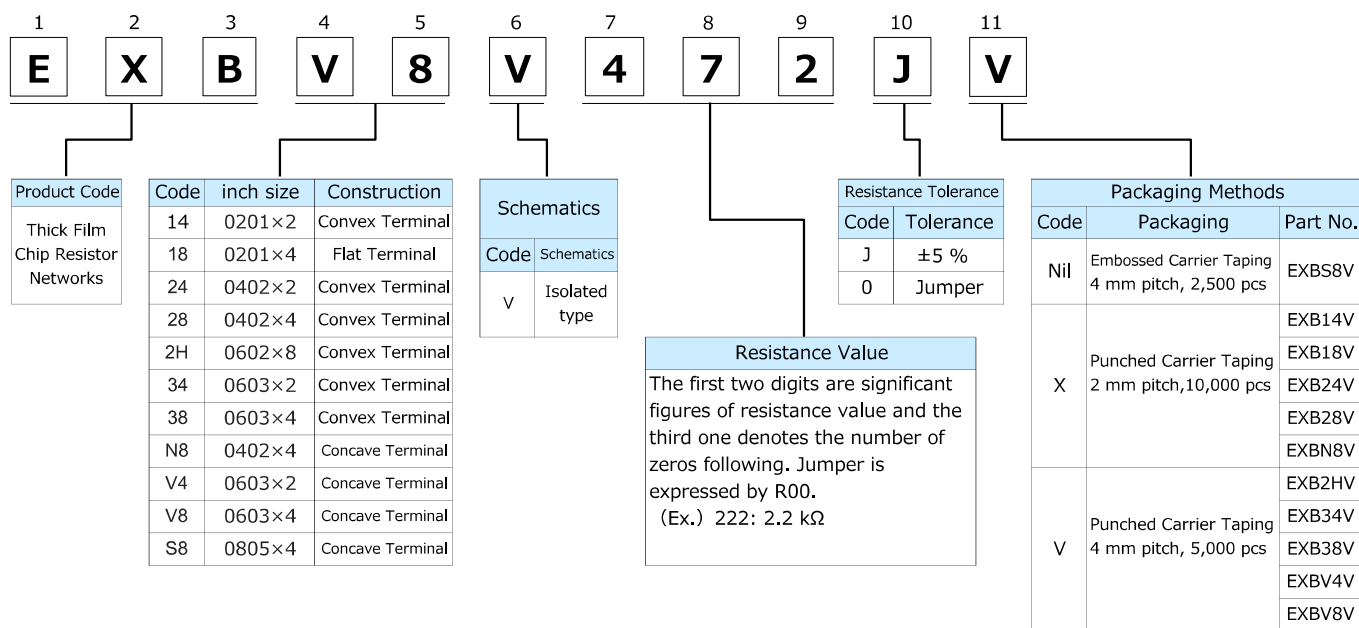 1 2 3 4 5 6 7 8 9 10 11
E X B V 8 V 4 7 2 J V
Product Code
Thick Film
Chip Resistor
Networks
Code inch size Construction
14 0201×2 Convex Terminal
18 0201×4 Flat Terminal
24 0402×2 Convex Terminal
28 0402×4 Convex Terminal
2H 0602×8 Convex Terminal
34 0603×2 Convex Terminal
38 0603×4 Convex Terminal
N8 0402×4 Concave Terminal
V4 0603×2 Concave Terminal
V8 0603×4 Concave Terminal
S8 0805×4 Concave Terminal
Schematics
Code Schematics
V Isolated
type
Resistance Value
The first two digits are significant
figures of resistance value and the
third one denotes the number of
zeros following. Jumper is
expressed by R00.
(Ex.) 222: 2.2 kΩ
Resistance Tolerance
Code Tolerance
J ±5 %
0 Jumper
Packaging Methods
Code Packaging Part No.
Nil Embossed Carrier Taping
4 mm pitch, 2,500 pcs EXBS8V
X Punched Carrier Taping
2 mm pitch,10,000 pcs
EXB14V
EXB18V
EXB24V
EXB28V
EXBN8V
V Punched Carrier Taping
4 mm pitch, 5,000 pcs
EXB2HV
EXB34V
EXB38V
EXBV4V
EXBV8V